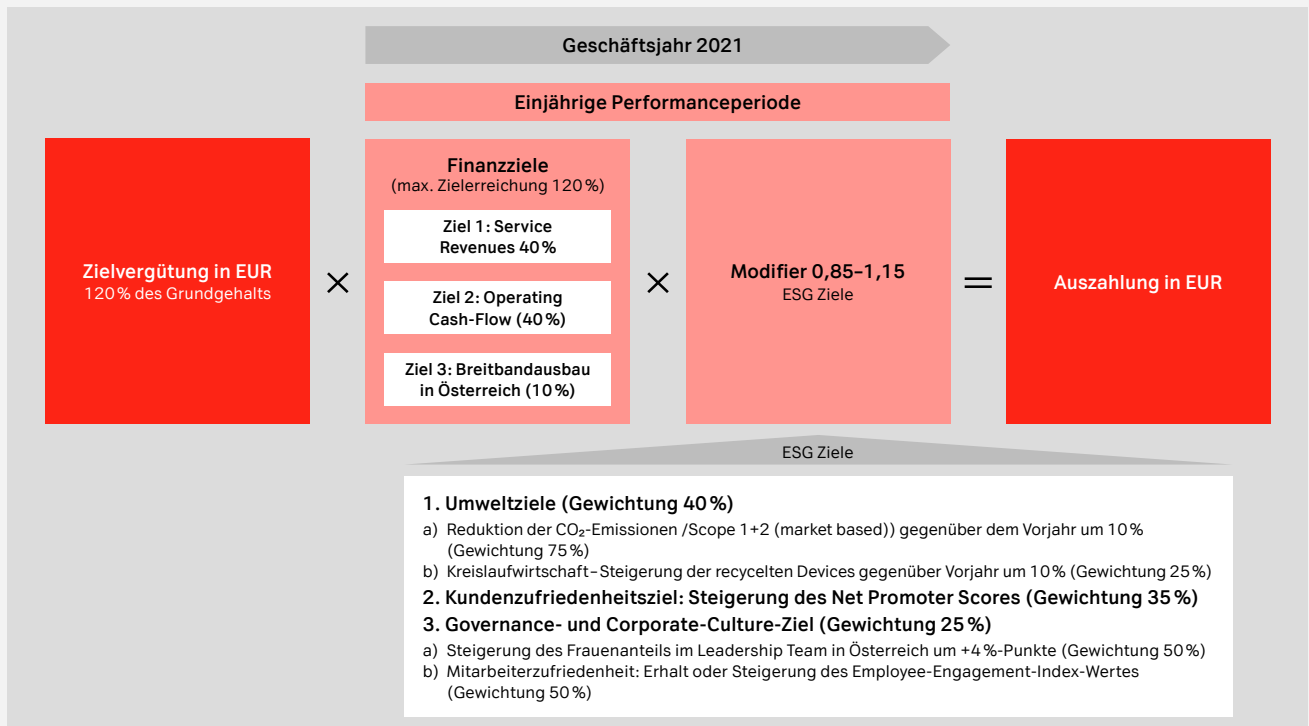 Geschäftsjahr 2021
Einjährige Performanceperiode
Zielvergütung in EUR
120 % des Grundgehalts
×
Finanzziele
(max. Zielerreichung 120 %)
Ziel 1: Service
Revenues 40 %
Ziel 2: Operating
Cash-Flow (40 %)
Ziel 3: Breitbandausbau
in Österreich (10 %)
×
Modifier 0,85–1,15
ESG Ziele
=
Auszahlung in EUR
ESG Ziele
1. Umweltziele (Gewichtung 40 %)
a) Reduktion der CO₂-Emissionen /Scope 1+2 (market based)) gegenüber dem Vorjahr um 10 %
(Gewichtung 75 %)
b) Kreislaufwirtschaft–Steigerung der recycelten Devices gegenüber Vorjahr um 10 % (Gewichtung 25 %)
2. Kundenzufriedenheitsziel: Steigerung des Net Promoter Scores (Gewichtung 35 %)
3. Governance- und Corporate-Culture-Ziel (Gewichtung 25 %)
a) Steigerung des Frauenanteils im Leadership Team in Österreich um +4 %-Punkte (Gewichtung 50 %)
b) Mitarbeiterzufriedenheit: Erhalt oder Steigerung des Employee-Engagement-Index-Wertes
(Gewichtung 50 %)